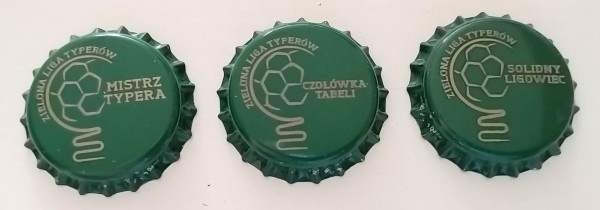 ZIELONA LIGA TYPERÓW
MISTRZ
TYPERA
ZIELONA LIGA TYPERÓW
CZOŁÓWKA
TABELI
ZIELONA LIGA TYPERÓW
SOLIDNY
LIGOWIEC